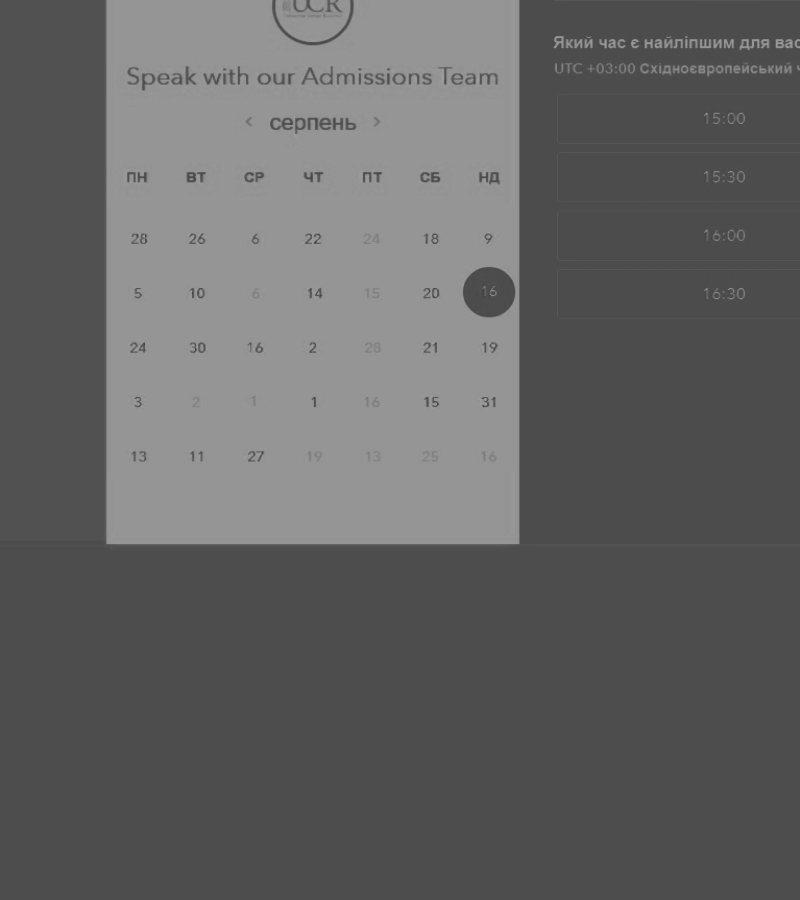 UCR
Speak with our Admissions Team
< серпень >
ПН ВТ СР ЧТ ПТ СБ НД
28 26 6 22 24 18 9
5 10 6 14 15 20 16
24 30 16 2 28 21 19
3 2 1 1 16 15 31
13 11 27 19 13 25 16
Який час є найліпшим для вас
UTC +03:00 Східноєвропейський
15:00
15:30
16:00
16:30